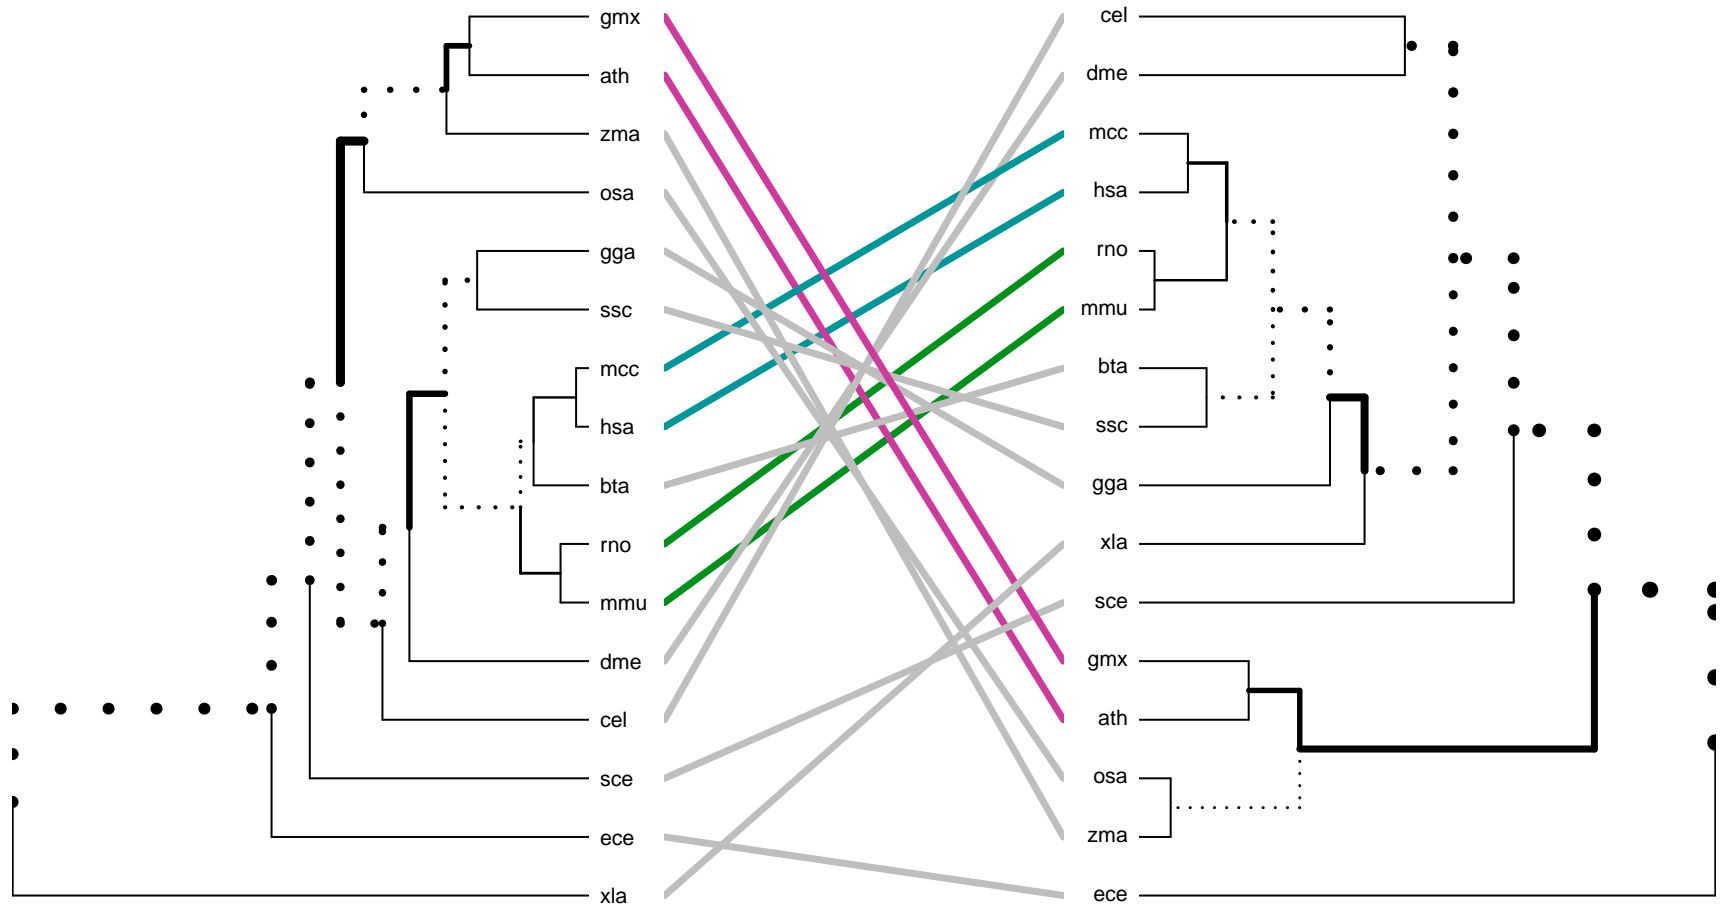 gmx
ath
zma
osa
gga
ssc
mcc
hsa
bta
rno
mmu
dme
cel
sce
ece
xla
cel
dme
mcc
hsa
rno
mmu
bta
ssc
gga
xla
sce
gmx
ath
osa
zma
ece